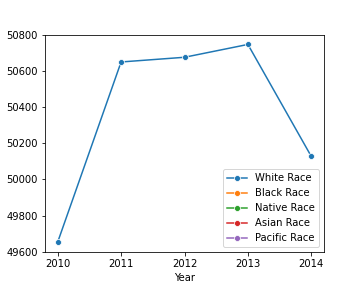 50800
50600
50400
50200
50000
49800
49600
White Race
Black Race
Native Race
Asian Race
Pacific Race
2010 2011 2012 2013 2014
Year